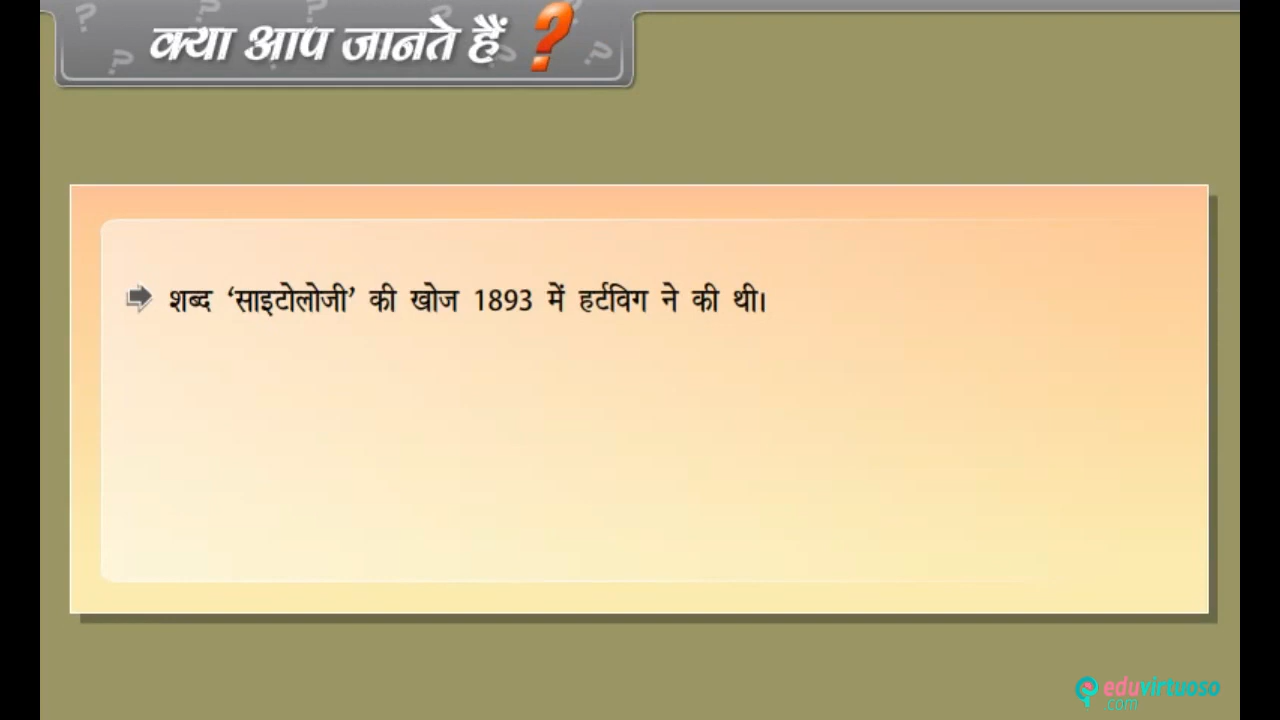 क्या आप जानते हैं ?
शब्द ‘साइटोलोजी’ की खोज 1893 में हर्टविग ने की थी।
eduvirtuoso
.com